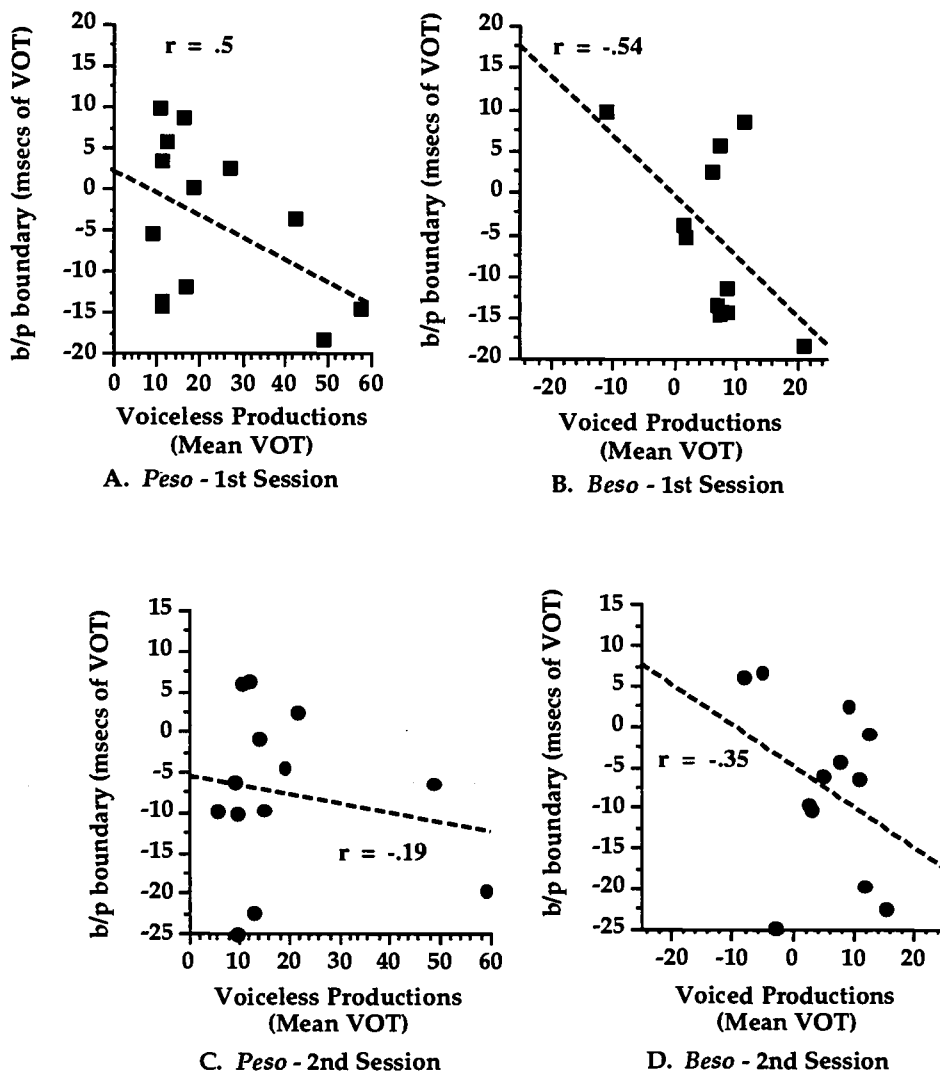 r = .5
20
15
10
5
0
-5
-10
-15
-20
b/p boundary (msecs of VOT)
0 10 20 30 40 50 60
Voiceless Productions
(Mean VOT)
A. Peso - 1st Session
r = -.54
20
15
10
5
0
-5
-10
-15
-20
b/p boundary (msecs of VOT)
-20 -10 0 10 20
Voiced Productions
(Mean VOT)
B. Beso - 1st Session
15
10
5
0
-5
-10
-15
-20
-25
b/p boundary (msecs of VOT)
r = -.19
0 10 20 30 40 50 60
Voiceless Productions
(Mean VOT)
C. Peso - 2nd Session
15
10
5
0
-5
-10
-15
-20
-25
b/p boundary (msecs of VOT)
r = -.35
-20 -10 0 10 20
Voiced Productions
(Mean VOT)
D. Beso - 2nd Session